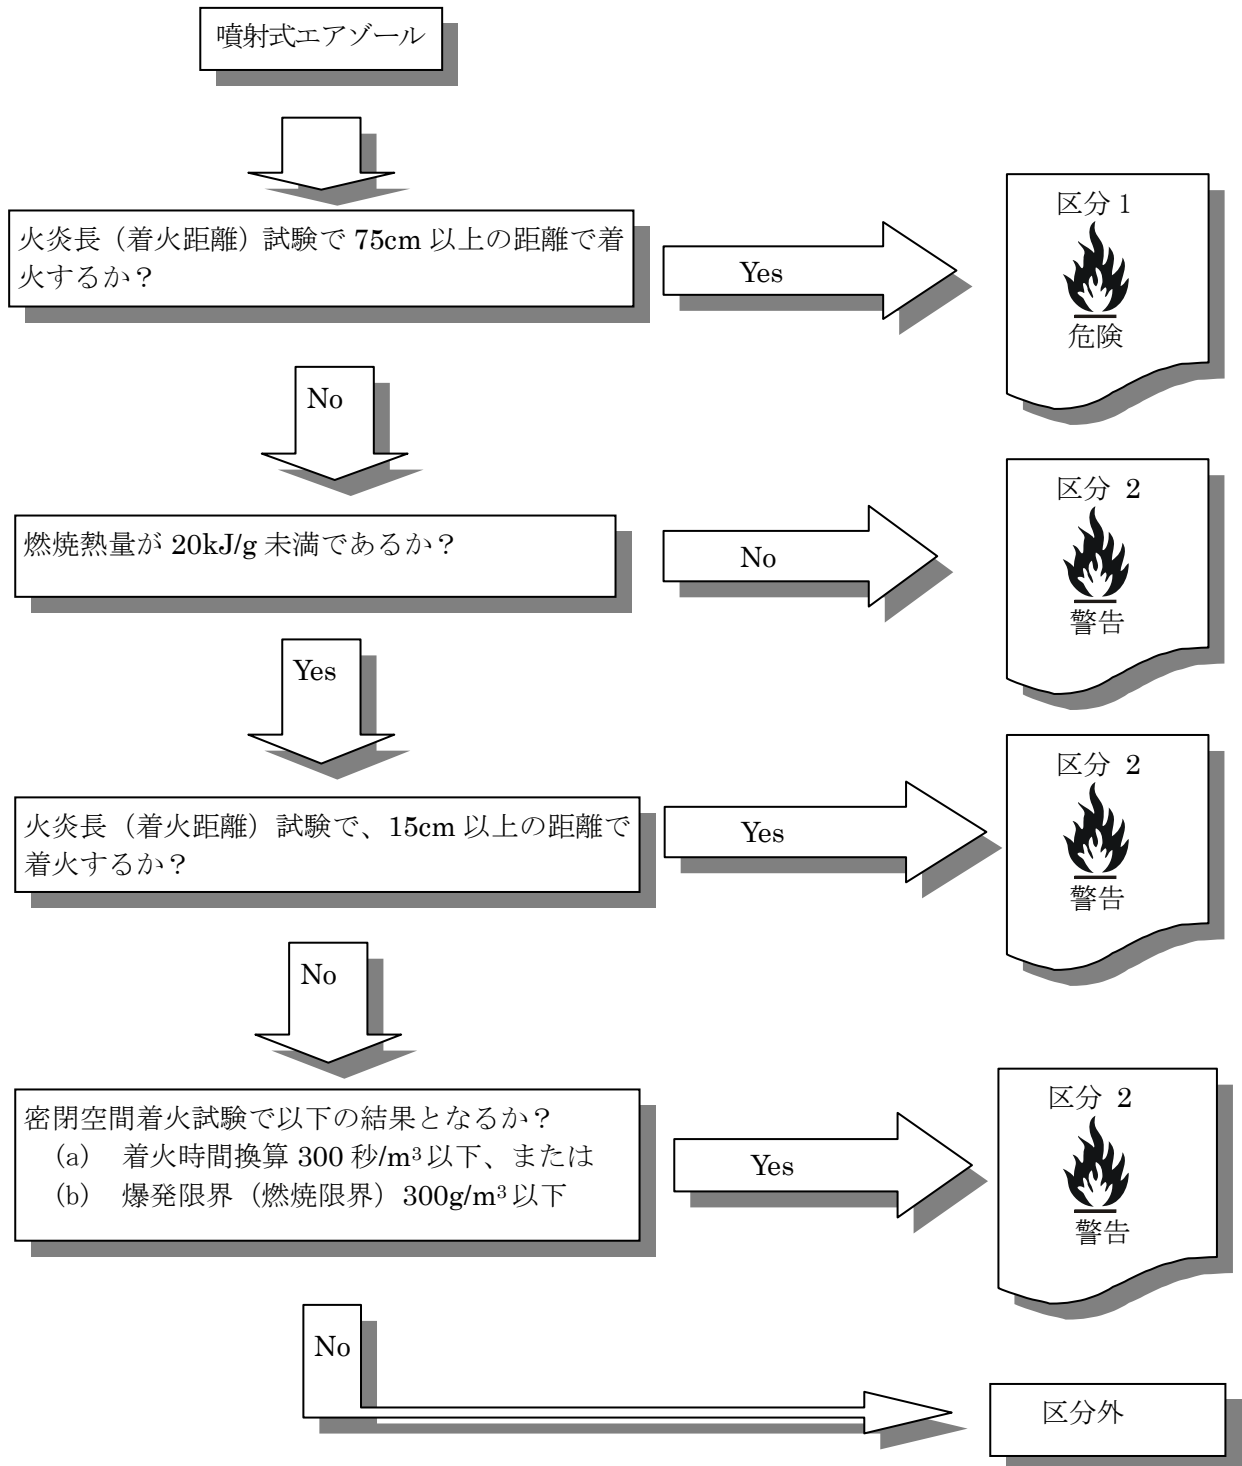 噴射式エアゾール
火炎長（着火距離）試験で 75cm 以上の距離で着
火するか？
Yes
区分 1
危険
No
燃焼熱量が 20kJ/g 未満であるか？
No
区分 2
警告
Yes
火炎長（着火距離）試験で、15cm 以上の距離で
着火するか？
Yes
区分 2
警告
No
密閉空間着火試験で以下の結果となるか？
(a) 着火時間換算 300 秒/m³以下、または
(b) 爆発限界（燃焼限界）300g/m³以下
Yes
区分 2
警告
No
区分外